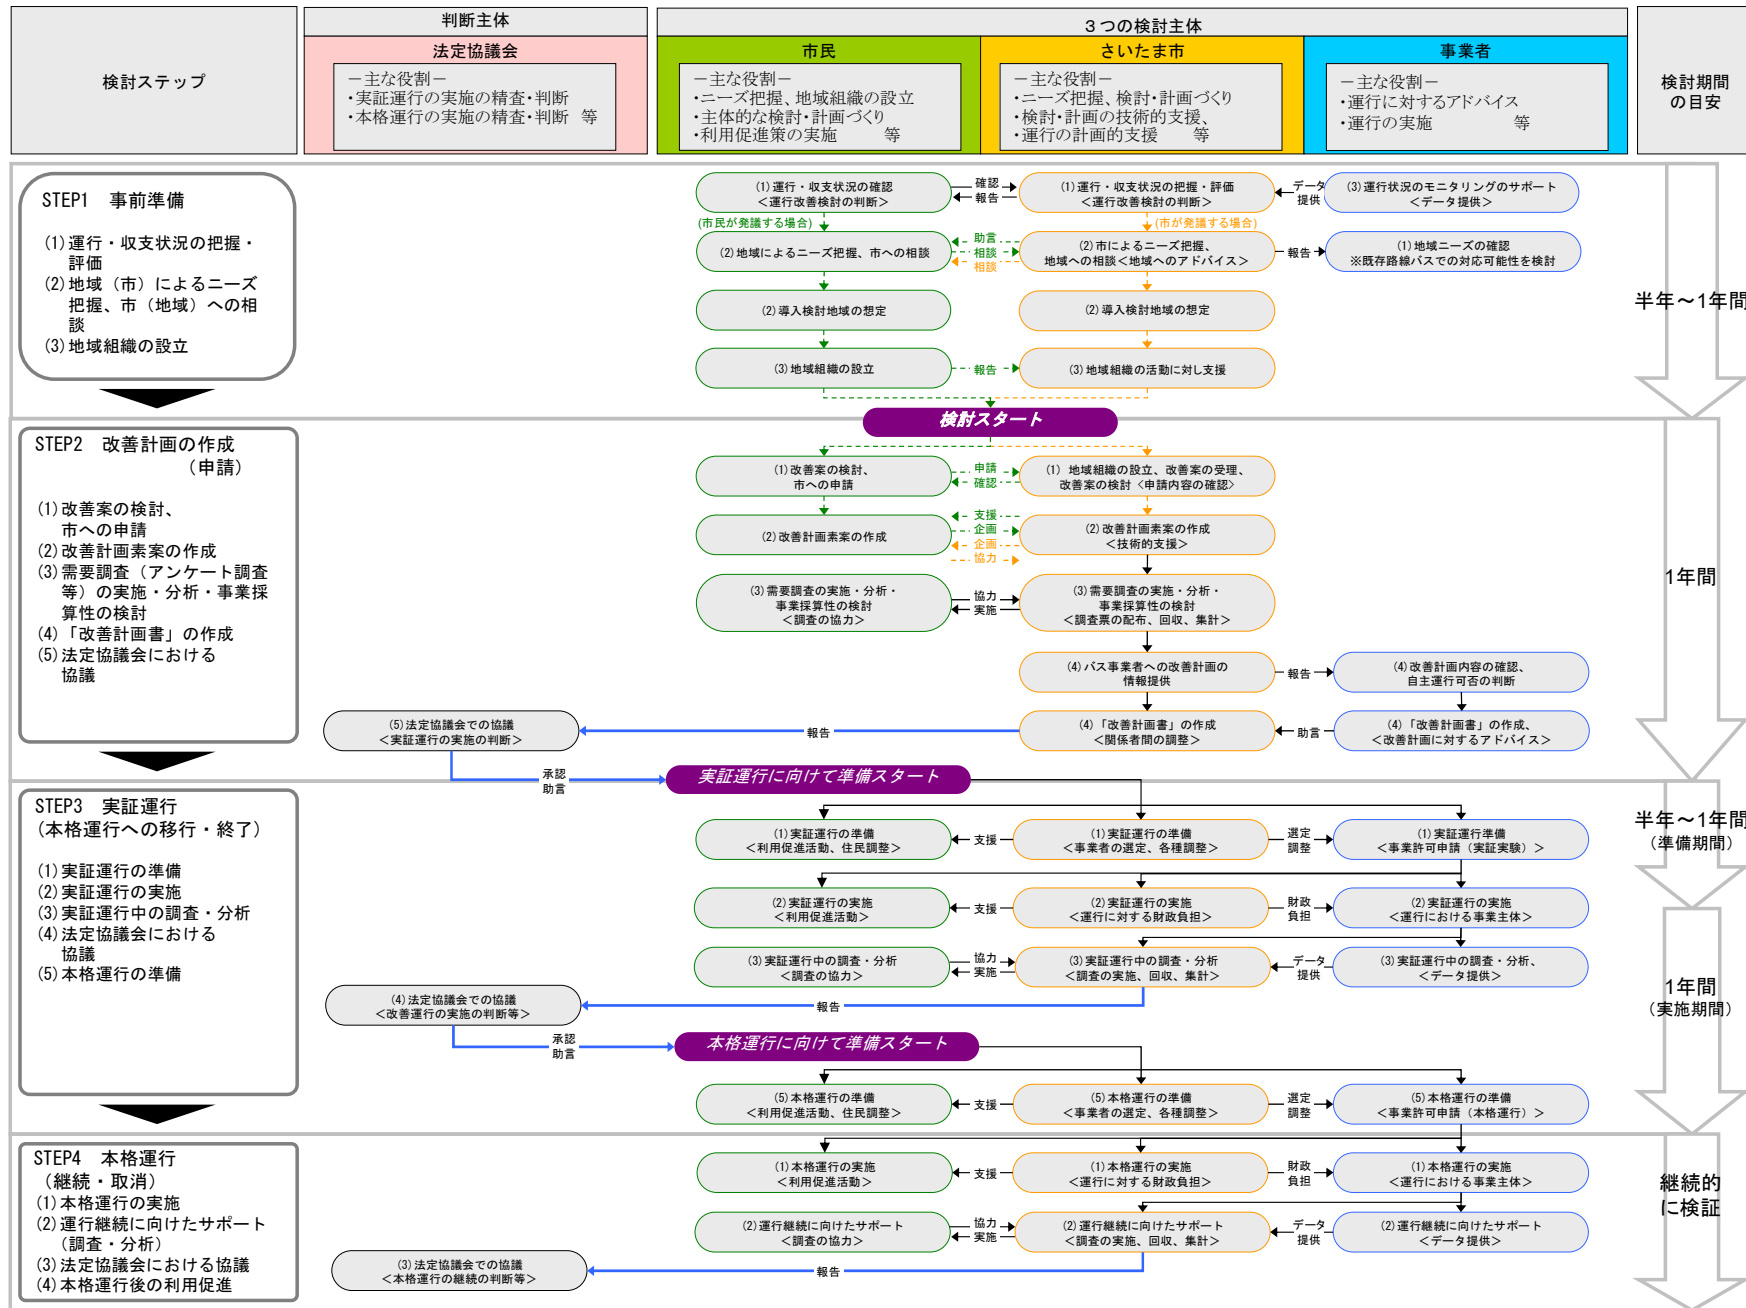 検討ステップ
判断主体
法定協議会
－主な役割－
・実証運行の実施の精査・判断
・本格運行の実施の精査・判断　等
３つの検討主体
市民
－主な役割－
・ニーズ把握、地域組織の設立
・主体的な検討・計画づくり
・利用促進策の実施　　　等
さいたま市
－主な役割－
・ニーズ把握、検討・計画づくり
・検討・計画の技術的支援、
・運行の計画的支援　　等
事業者
－主な役割－
・運行に対するアドバイス
・運行の実施　　　　　等
検討期間
の目安
STEP1　事前準備
(1)運行・収支状況の把握・
評価
(2)地域（市）によるニーズ
把握、市（地域）への相
談
(3)地域組織の設立
(1)運行・収支状況の確認
＜運行改善検討の判断＞
確認
報告
(1)運行・収支状況の把握・評価
＜運行改善検討の判断＞
データ
提供
(3)運行状況のモニタリングのサポート
＜データ提供＞
(市民が発議する場合)
(市が発議する場合)
(2)地域によるニーズ把握、市への相談
助言
相談
相談
(2)市によるニーズ把握、
地域への相談＜地域へのアドバイス＞
報告
(1)地域ニーズの確認
※既存路線バスでの対応可能性を検討
(2)導入検討地域の想定
(2)導入検討地域の想定
(3)地域組織の設立
報告
(3)地域組織の活動に対し支援
半年～1年間
検討スタート
STEP2　改善計画の作成
（申請）
(1)改善案の検討、
市への申請
(2)改善計画素案の作成
(3)需要調査（アンケート調査
等）の実施・分析・事業採
算性の検討
(4)「改善計画書」の作成
(5)法定協議会における
協議
(1)改善案の検討、
市への申請
申請
確認
(1)　地域組織の設立、改善案の受理、
改善案の検討〈申請内容の確認〉
(2)改善計画素案の作成
支援
企画
企画
協力
(2)改善計画素案の作成
＜技術的支援＞
(3)需要調査の実施・分析・
事業採算性の検討
＜調査の協力＞
協力
実施
(3)需要調査の実施・分析・
事業採算性の検討
＜調査票の配布、回収、集計＞
(4)バス事業者への改善計画の
情報提供
報告
(4)改善計画内容の確認、
自主運行可否の判断
(5)法定協議会での協議
＜実証運行の実施の判断＞
報告
(4)「改善計画書」の作成
＜関係者間の調整＞
助言
(4)「改善計画書」の作成、
＜改善計画に対するアドバイス＞
1年間
承認
助言
実証運行に向けて準備スタート
STEP3　実証運行
(本格運行への移行・終了)
(1)実証運行の準備
(2)実証運行の実施
(3)実証運行中の調査・分析
(4)法定協議会における
協議
(5)本格運行の準備
(1)実証運行の準備
＜利用促進活動、住民調整＞
支援
(1)実証運行の準備
＜事業者の選定、各種調整＞
選定
調整
(1)実証運行準備
＜事業許可申請（実証実験）＞
半年～1年間
(準備期間)
(2)実証運行の実施
＜利用促進活動＞
支援
(2)実証運行の実施
＜運行に対する財政負担＞
財政
負担
(2)実証運行の実施
＜運行における事業主体＞
(3)実証運行中の調査・分析
＜調査の協力＞
協力
実施
(3)実証運行中の調査・分析
＜調査の実施、回収、集計＞
データ
提供
(3)実証運行中の調査・分析、
＜データ提供＞
(4)法定協議会での協議
＜改善運行の実施の判断等＞
報告
1年間
(実施期間)
承認
助言
本格運行に向けて準備スタート
(5)本格運行の準備
＜利用促進活動、住民調整＞
支援
(5)本格運行の準備
＜事業者の選定、各種調整＞
選定
調整
(5)本格運行の準備
＜事業許可申請（本格運行）＞
STEP4　本格運行
（継続・取消）
(1)本格運行の実施
(2)運行継続に向けたサポート
（調査・分析）
(3)法定協議会における協議
(4)本格運行後の利用促進
(1)本格運行の実施
＜利用促進活動＞
支援
(1)本格運行の実施
＜運行に対する財政負担＞
財政
負担
(1)本格運行の実施
＜運行における事業主体＞
(2)運行継続に向けたサポート
＜調査の協力＞
協力
実施
(2)運行継続に向けたサポート
＜調査の実施、回収、集計＞
データ
提供
(2)運行継続に向けたサポート
＜データ提供＞
(3)法定協議会での協議
＜本格運行の継続の判断等＞
報告
継続的
に検証